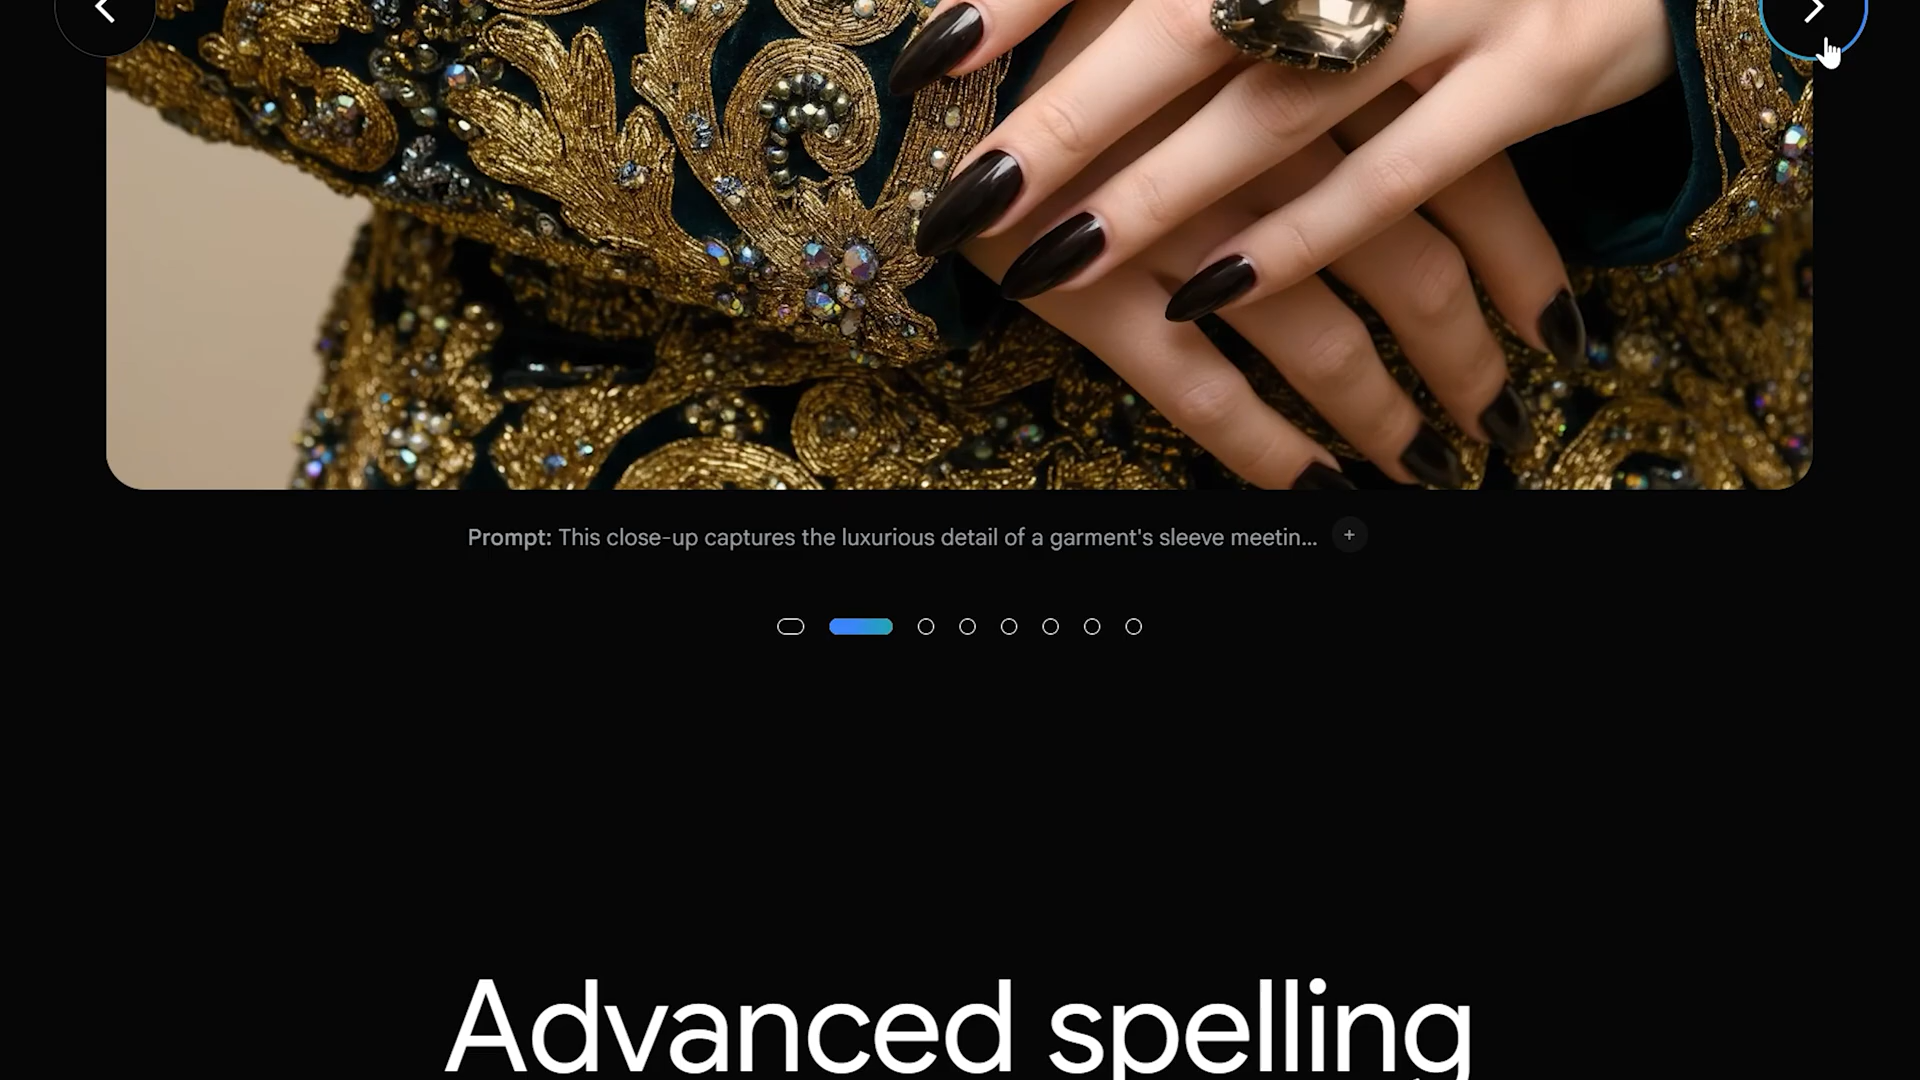 Prompt: This close-up captures the luxurious detail of a garment's sleeve meetin...
Advanced spelling